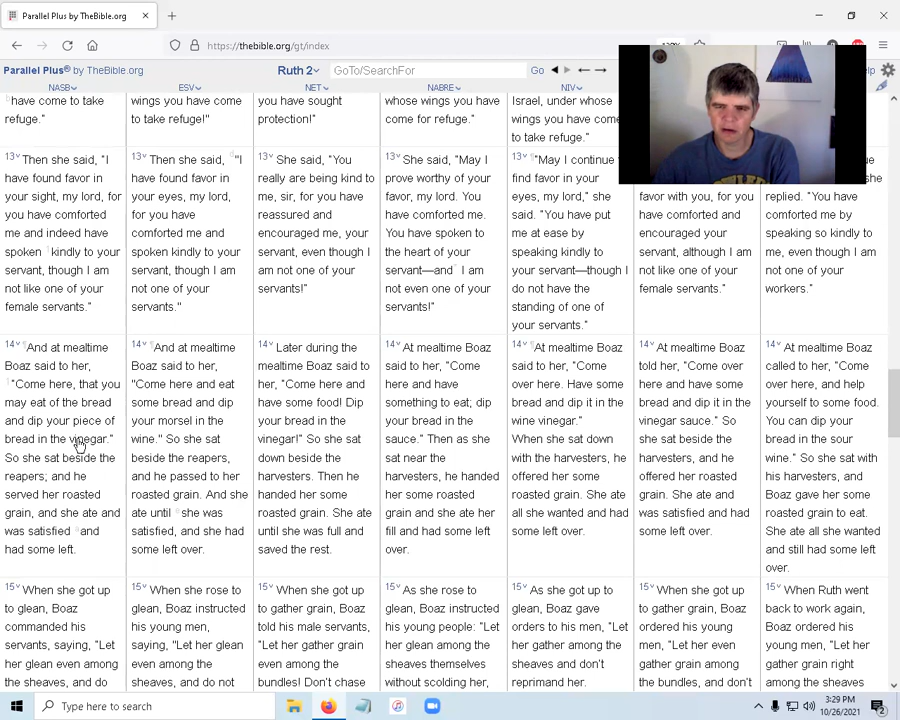 Parallel Plus by TheBible.org
https://thebible.org/gt/index
Parallel Plus® by TheBible.org
Ruth 2
GoTo/SearchFor
Go
NASB
ESV
NET
NABRE
NIV
have come to take
refuge."
wings you have come
to take refuge!"
you have sought
protection!"
whose wings you have
come for refuge."
Israel, under whose
wings you have come
to take refuge."
13v Then she said, "I
have found favor in
your sight, my lord, for
you have comforted
me and indeed have
spoken kindly to your
servant, though I am
not like one of your
female servants."
13v Then she said, "I
have found favor in
your eyes, my lord,
for you have
comforted me and
spoken kindly to your
servant, though I am
not one of your
servants."
13v She said, "You
really are being kind to
me, sir, for you have
reassured and
encouraged me, your
servant, even though I
am not one of your
servants!"
13v She said, "May I
prove worthy of your
favor, my lord. You
have comforted me.
You have spoken to
the heart of your
servant—and I am
not even one of your
servants!"
13v "May I continue to
find favor in your
eyes, my lord," she
said. "You have put
me at ease by
speaking kindly to
your servant—though I
do not have the
standing of one of
your servants."
favor with you, for you
have comforted and
encouraged your
servant, although I am
not like one of your
female servants."
she
replied. "You have
comforted me by
speaking so kindly to
me, even though I am
not one of your
workers."
14v ¶And at mealtime
Boaz said to her,
"Come here, that you
may eat of the bread
and dip your piece of
bread in the vinegar."
So she sat beside the
reapers; and he
served her roasted
grain, and she ate and
was satisfied and
had some left.
14v ¶And at mealtime
Boaz said to her,
"Come here and eat
some bread and dip
your morsel in the
wine." So she sat
beside the reapers,
and he passed to her
roasted grain. And she
ate until she was
satisfied, and she had
some left over.
14v Later during the
mealtime Boaz said to
her, "Come here and
have some food! Dip
your bread in the
vinegar!" So she sat
down beside the
harvesters. Then he
handed her some
roasted grain. She ate
until she was full and
saved the rest.
14v At mealtime Boaz
said to her, "Come
here and have
something to eat; dip
your bread in the
sauce." Then as she
sat near the
harvesters, he handed
her some roasted
grain and she ate her
fill and had some left
over.
14v ¶At mealtime Boaz
said to her, "Come
over here. Have some
bread and dip it in the
wine vinegar."
When she sat down
with the harvesters, he
offered her some
roasted grain. She ate
all she wanted and had
some left over.
14v At mealtime Boaz
told her, "Come over
here and have some
bread and dip it in the
vinegar sauce." So
she sat beside the
harvesters, and he
offered her roasted
grain. She ate and
was satisfied and had
some left over.
14v At mealtime Boaz
called to her, "Come
over here, and help
yourself to some food.
You can dip your
bread in the sour
wine." So she sat with
his harvesters, and
Boaz gave her some
roasted grain to eat.
She ate all she wanted
and still had some left
over.
15v When she got up
to glean, Boaz
commanded his
servants, saying, "Let
her glean even among
the sheaves, and do
15v When she rose to
glean, Boaz instructed
his young men,
saying, "Let her glean
even among the
sheaves, and do not
15v When she got up
to gather grain, Boaz
told his male servants,
"Let her gather grain
even among the
bundles! Don't chase
15v As she rose to
glean, Boaz instructed
his young people: "Let
her glean among the
sheaves themselves
without scolding her,
15v As she got up to
glean, Boaz gave
orders to his men, "Let
her gather among the
sheaves and don't
reprimand her.
15v When she got up
to gather grain, Boaz
ordered his young
men, "Let her even
gather grain among
the bundles, and don't
15v When Ruth went
back to work again,
Boaz ordered his
young men, "Let her
gather grain right
among the sheaves
Type here to search
3:29 PM
10/26/2021
2